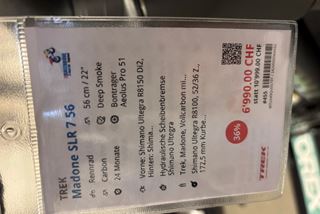 TREK
Madone SLR 7 56
Rennrad
56 cm / 22"
Carbon
Deep Smoke
24 Monate
Bontrager
Aeolus Pro 51
Vorne: Shimano Ultegra R8150 Di2,
Hinten: Shima...
Hydraulische Scheibenbremse
Shimano Ultegr
Trek, Madone, Vollcarbon mi...
Shimano Ultegra R8100, 52/36 Z...
172,5 mm Kurbe...
6'990.00 CHF
statt 10'999.00 CHF
36%
TREK